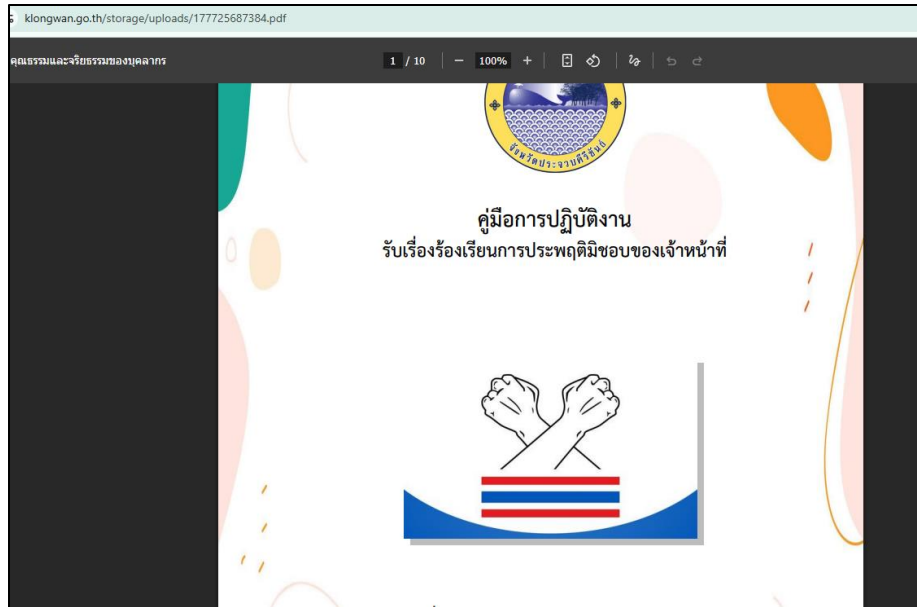 klongwan.go.th/storage/uploads/177725687384.pdf
คุณธรรมและจริยธรรมของบุคลากร
1 / 10
100%
จังหวัดประจวบคีรีขันธ์
คู่มือการปฏิบัติงาน
รับเรื่องร้องเรียนการประพฤติมิชอบของเจ้าหน้าที่